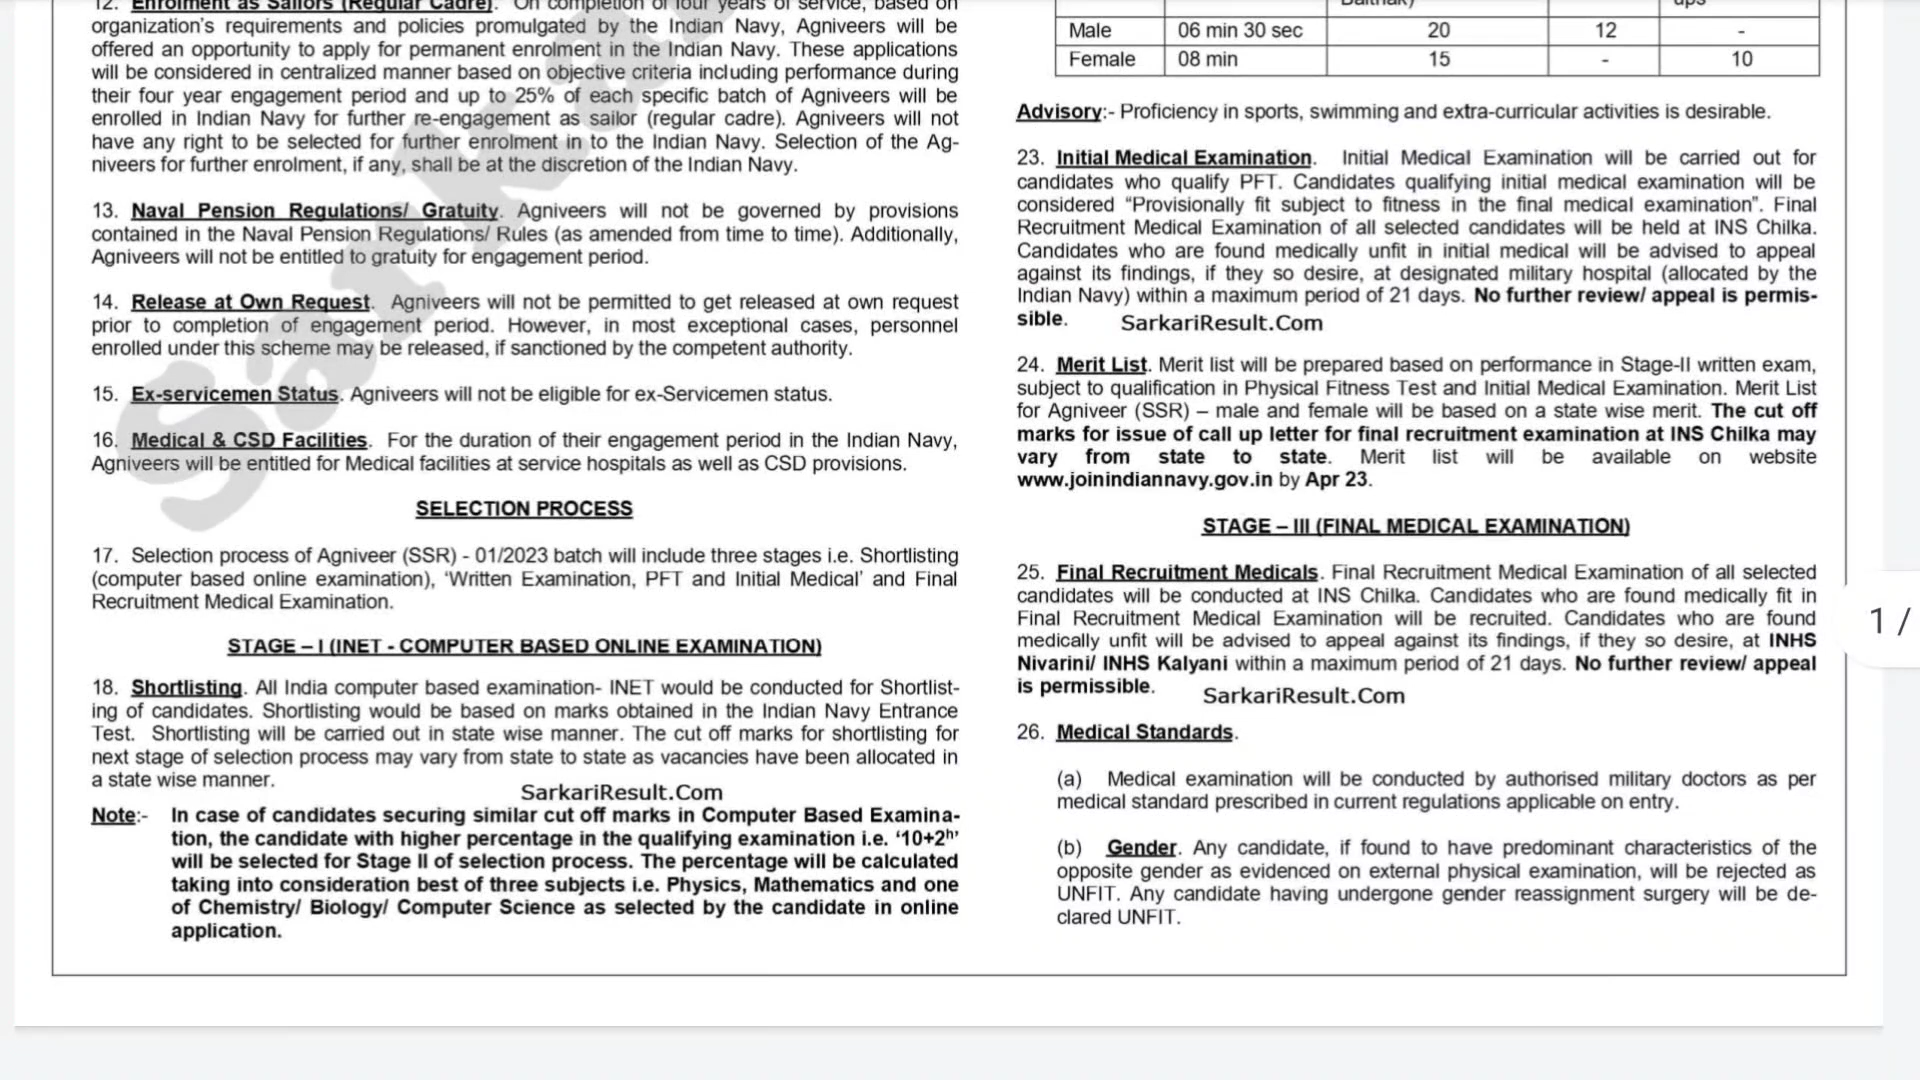 12. Enrolment as Sailors (Regular Cadre). On completion of four years of service, based on
organization's requirements and policies promulgated by the Indian Navy, Agniveers will be
offered an opportunity to apply for permanent enrolment in the Indian Navy. These applications
will be considered in centralized manner based on objective criteria including performance during
their four year engagement period and up to 25% of each specific batch of Agniveers will be
enrolled in Indian Navy for further re-engagement as sailor (regular cadre). Agniveers will not
have any right to be selected for further enrolment in to the Indian Navy. Selection of the Ag-
niveers for further enrolment, if any, shall be at the discretion of the Indian Navy.
13. Naval Pension Regulations/ Gratuity. Agniveers will not be governed by provisions
contained in the Naval Pension Regulations/ Rules (as amended from time to time). Additionally,
Agniveers will not be entitled to gratuity for engagement period.
14. Release at Own Request. Agniveers will not be permitted to get released at own request
prior to completion of engagement period. However, in most exceptional cases, personnel
enrolled under this scheme may be released, if sanctioned by the competent authority.
15. Ex-servicemen Status. Agniveers will not be eligible for ex-Servicemen status.
16. Medical & CSD Facilities. For the duration of their engagement period in the Indian Navy,
Agniveers will be entitled for Medical facilities at service hospitals as well as CSD provisions.
SELECTION PROCESS
17. Selection process of Agniveer (SSR) - 01/2023 batch will include three stages i.e. Shortlisting
(computer based online examination), ‘Written Examination, PFT and Initial Medical’ and Final
Recruitment Medical Examination.
STAGE – I (INET - COMPUTER BASED ONLINE EXAMINATION)
18. Shortlisting. All India computer based examination- INET would be conducted for Shortlist-
ing of candidates. Shortlisting would be based on marks obtained in the Indian Navy Entrance
Test. Shortlisting will be carried out in state wise manner. The cut off marks for shortlisting for
next stage of selection process may vary from state to state as vacancies have been allocated in
a state wise manner.
SarkariResult.Com
Note:- In case of candidates securing similar cut off marks in Computer Based Examina-
tion, the candidate with higher percentage in the qualifying examination i.e. ‘10+2h’
will be selected for Stage II of selection process. The percentage will be calculated
taking into consideration best of three subjects i.e. Physics, Mathematics and one
of Chemistry/ Biology/ Computer Science as selected by the candidate in online
application.
Male 06 min 30 sec 20 12 -
Female 08 min 15 - 10
Advisory:- Proficiency in sports, swimming and extra-curricular activities is desirable.
23. Initial Medical Examination. Initial Medical Examination will be carried out for
candidates who qualify PFT. Candidates qualifying initial medical examination will be
considered “Provisionally fit subject to fitness in the final medical examination”. Final
Recruitment Medical Examination of all selected candidates will be held at INS Chilka.
Candidates who are found medically unfit in initial medical will be advised to appeal
against its findings, if they so desire, at designated military hospital (allocated by the
Indian Navy) within a maximum period of 21 days. No further review/ appeal is permis-
sible. SarkariResult.Com
24. Merit List. Merit list will be prepared based on performance in Stage-II written exam,
subject to qualification in Physical Fitness Test and Initial Medical Examination. Merit List
for Agniveer (SSR) – male and female will be based on a state wise merit. The cut off
marks for issue of call up letter for final recruitment examination at INS Chilka may
vary from state to state. Merit list will be available on website
www.joinindiannavy.gov.in by Apr 23.
STAGE – III (FINAL MEDICAL EXAMINATION)
25. Final Recruitment Medicals. Final Recruitment Medical Examination of all selected
candidates will be conducted at INS Chilka. Candidates who are found medically fit in
Final Recruitment Medical Examination will be recruited. Candidates who are found
medically unfit will be advised to appeal against its findings, if they so desire, at INHS
Nivarini/ INHS Kalyani within a maximum period of 21 days. No further review/ appeal
is permissible. SarkariResult.Com
26. Medical Standards.
(a) Medical examination will be conducted by authorised military doctors as per
medical standard prescribed in current regulations applicable on entry.
(b) Gender. Any candidate, if found to have predominant characteristics of the
opposite gender as evidenced on external physical examination, will be rejected as
UNFIT. Any candidate having undergone gender reassignment surgery will be de-
clared UNFIT.
1 /